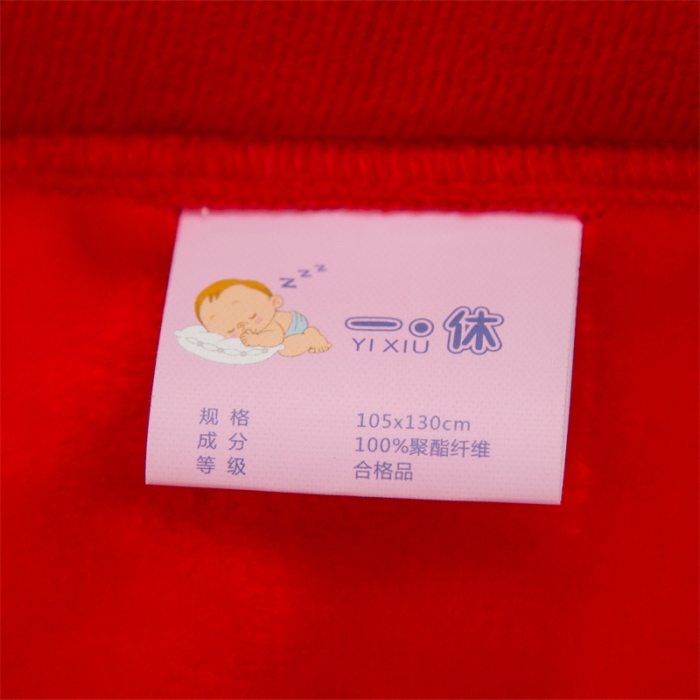 z z z
一·休
YI XIU
规格 105x130cm
成分 100%聚酯纤维
等级 合格品